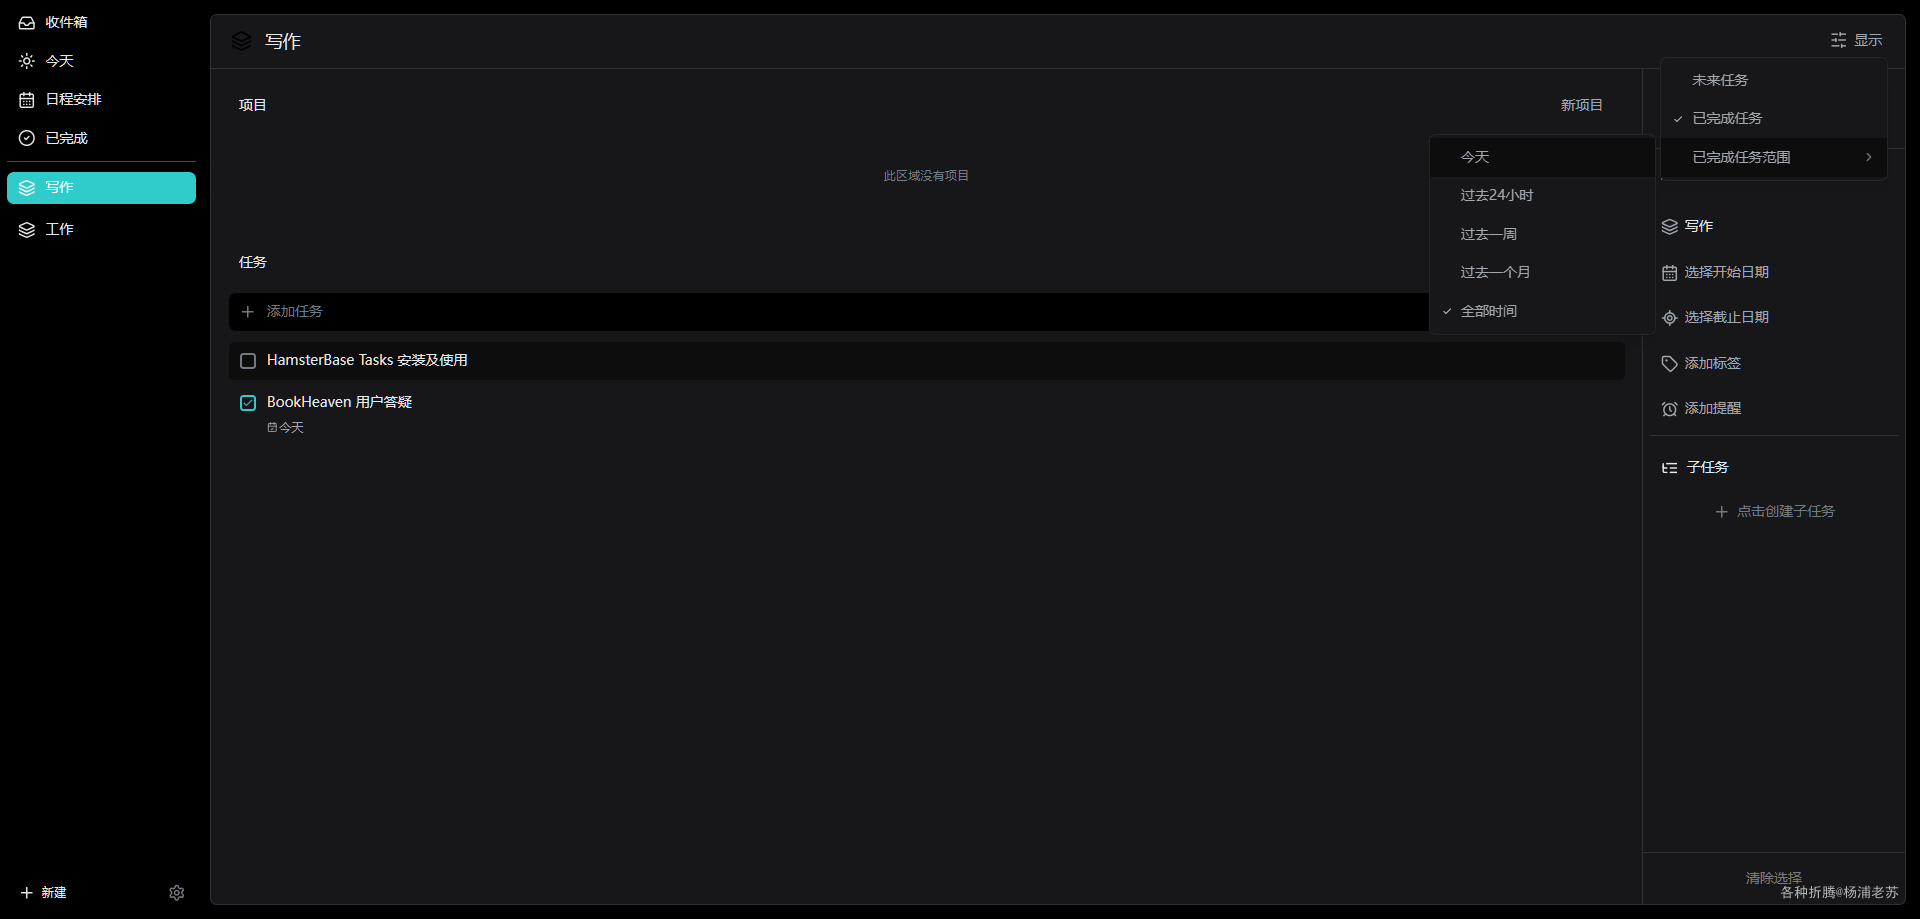 收件箱
今天
日程安排
已完成
写作
工作
新建
写作
显示
项目
新项目
此区域没有项目
任务
添加任务
HamsterBase Tasks 安装及使用
BookHeaven 用户答疑
今天
未来任务
已完成任务
已完成任务范围
今天
过去24小时
过去一周
过去一个月
全部时间
写作
选择开始日期
选择截止日期
添加标签
添加提醒
子任务
点击创建子任务
清除选择
各种折腾@杨浦老苏